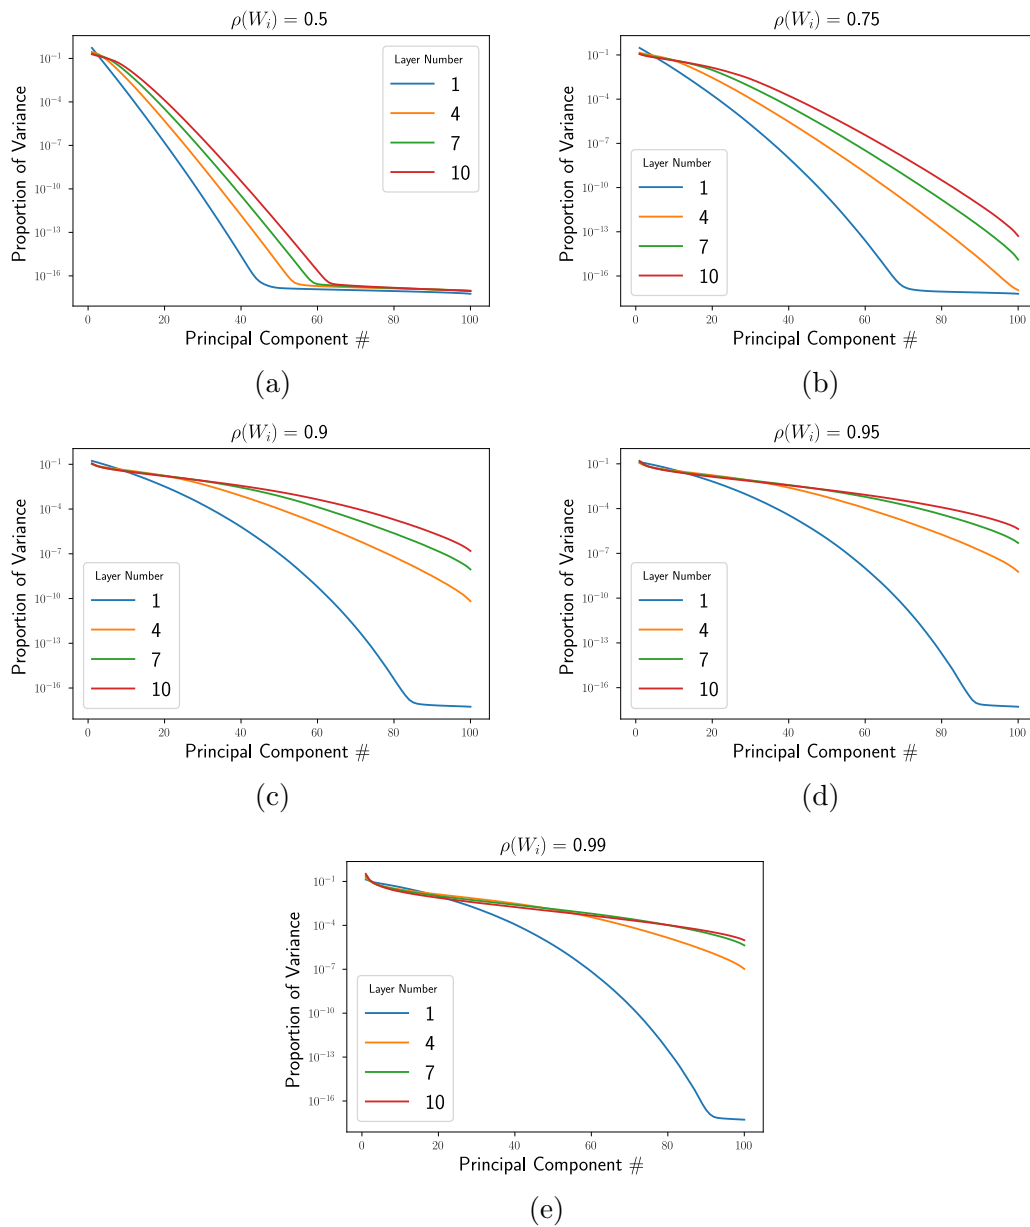 ρ(W_i) = 0.5
Proportion of Variance
10^-1
10^-4
10^-7
10^-10
10^-13
10^-16
Layer Number
1
4
7
10
0 20 40 60 80 100
Principal Component #
(a)
ρ(W_i) = 0.75
Proportion of Variance
10^-1
10^-4
10^-7
10^-10
10^-13
10^-16
Layer Number
1
4
7
10
0 20 40 60 80 100
Principal Component #
(b)
ρ(W_i) = 0.9
Proportion of Variance
10^-1
10^-4
10^-7
10^-10
10^-13
10^-16
Layer Number
1
4
7
10
0 20 40 60 80 100
Principal Component #
(c)
ρ(W_i) = 0.95
Proportion of Variance
10^-1
10^-4
10^-7
10^-10
10^-13
10^-16
Layer Number
1
4
7
10
0 20 40 60 80 100
Principal Component #
(d)
ρ(W_i) = 0.99
Proportion of Variance
10^-1
10^-4
10^-7
10^-10
10^-13
10^-16
Layer Number
1
4
7
10
0 20 40 60 80 100
Principal Component #
(e)